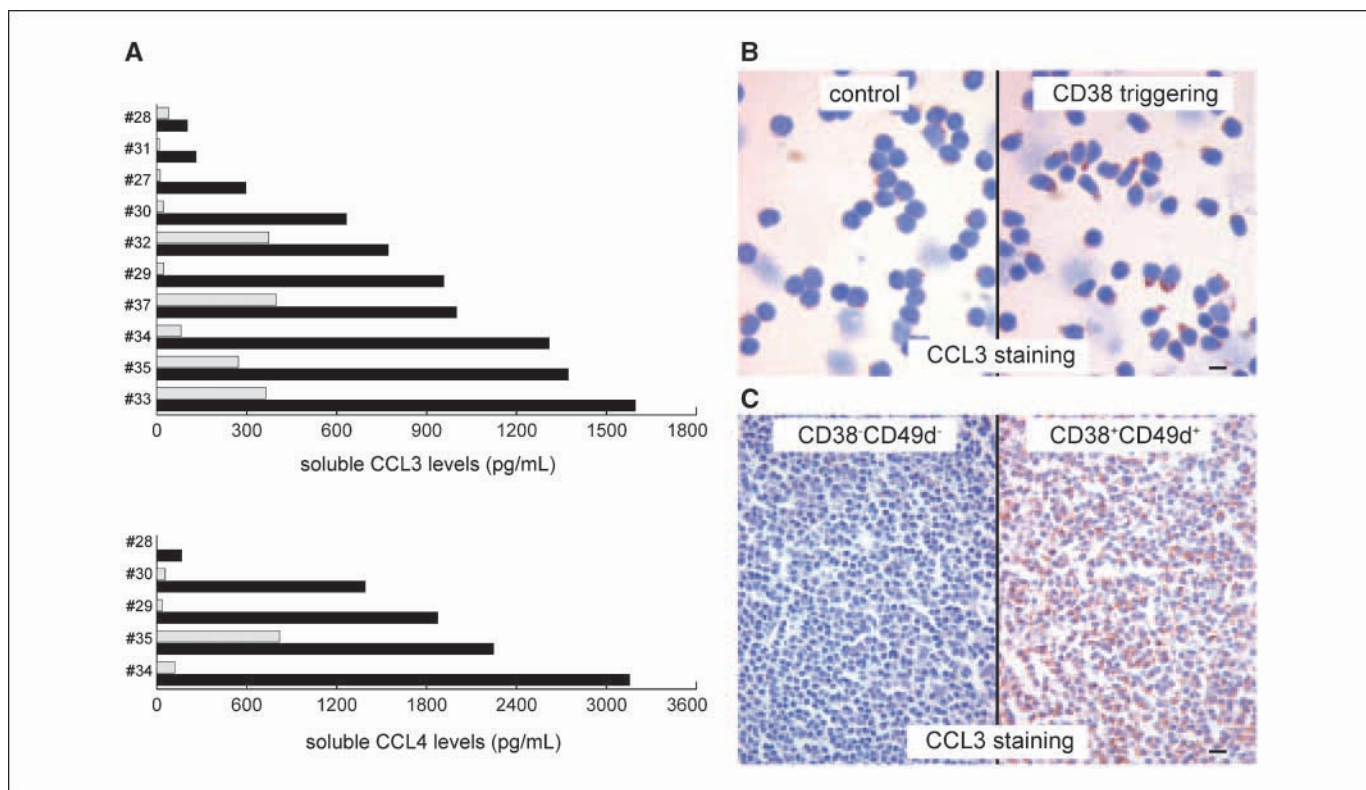 A
#28
#31
#27
#30
#32
#29
#37
#34
#35
#33
0 300 600 900 1200 1500 1800
soluble CCL3 levels (pg/mL)
#28
#30
#29
#35
#34
0 600 1200 1800 2400 3000 3600
soluble CCL4 levels (pg/mL)
B
control CD38 triggering
CCL3 staining
C
CD38⁻CD49d⁻ CD38⁺CD49d⁺
CCL3 staining